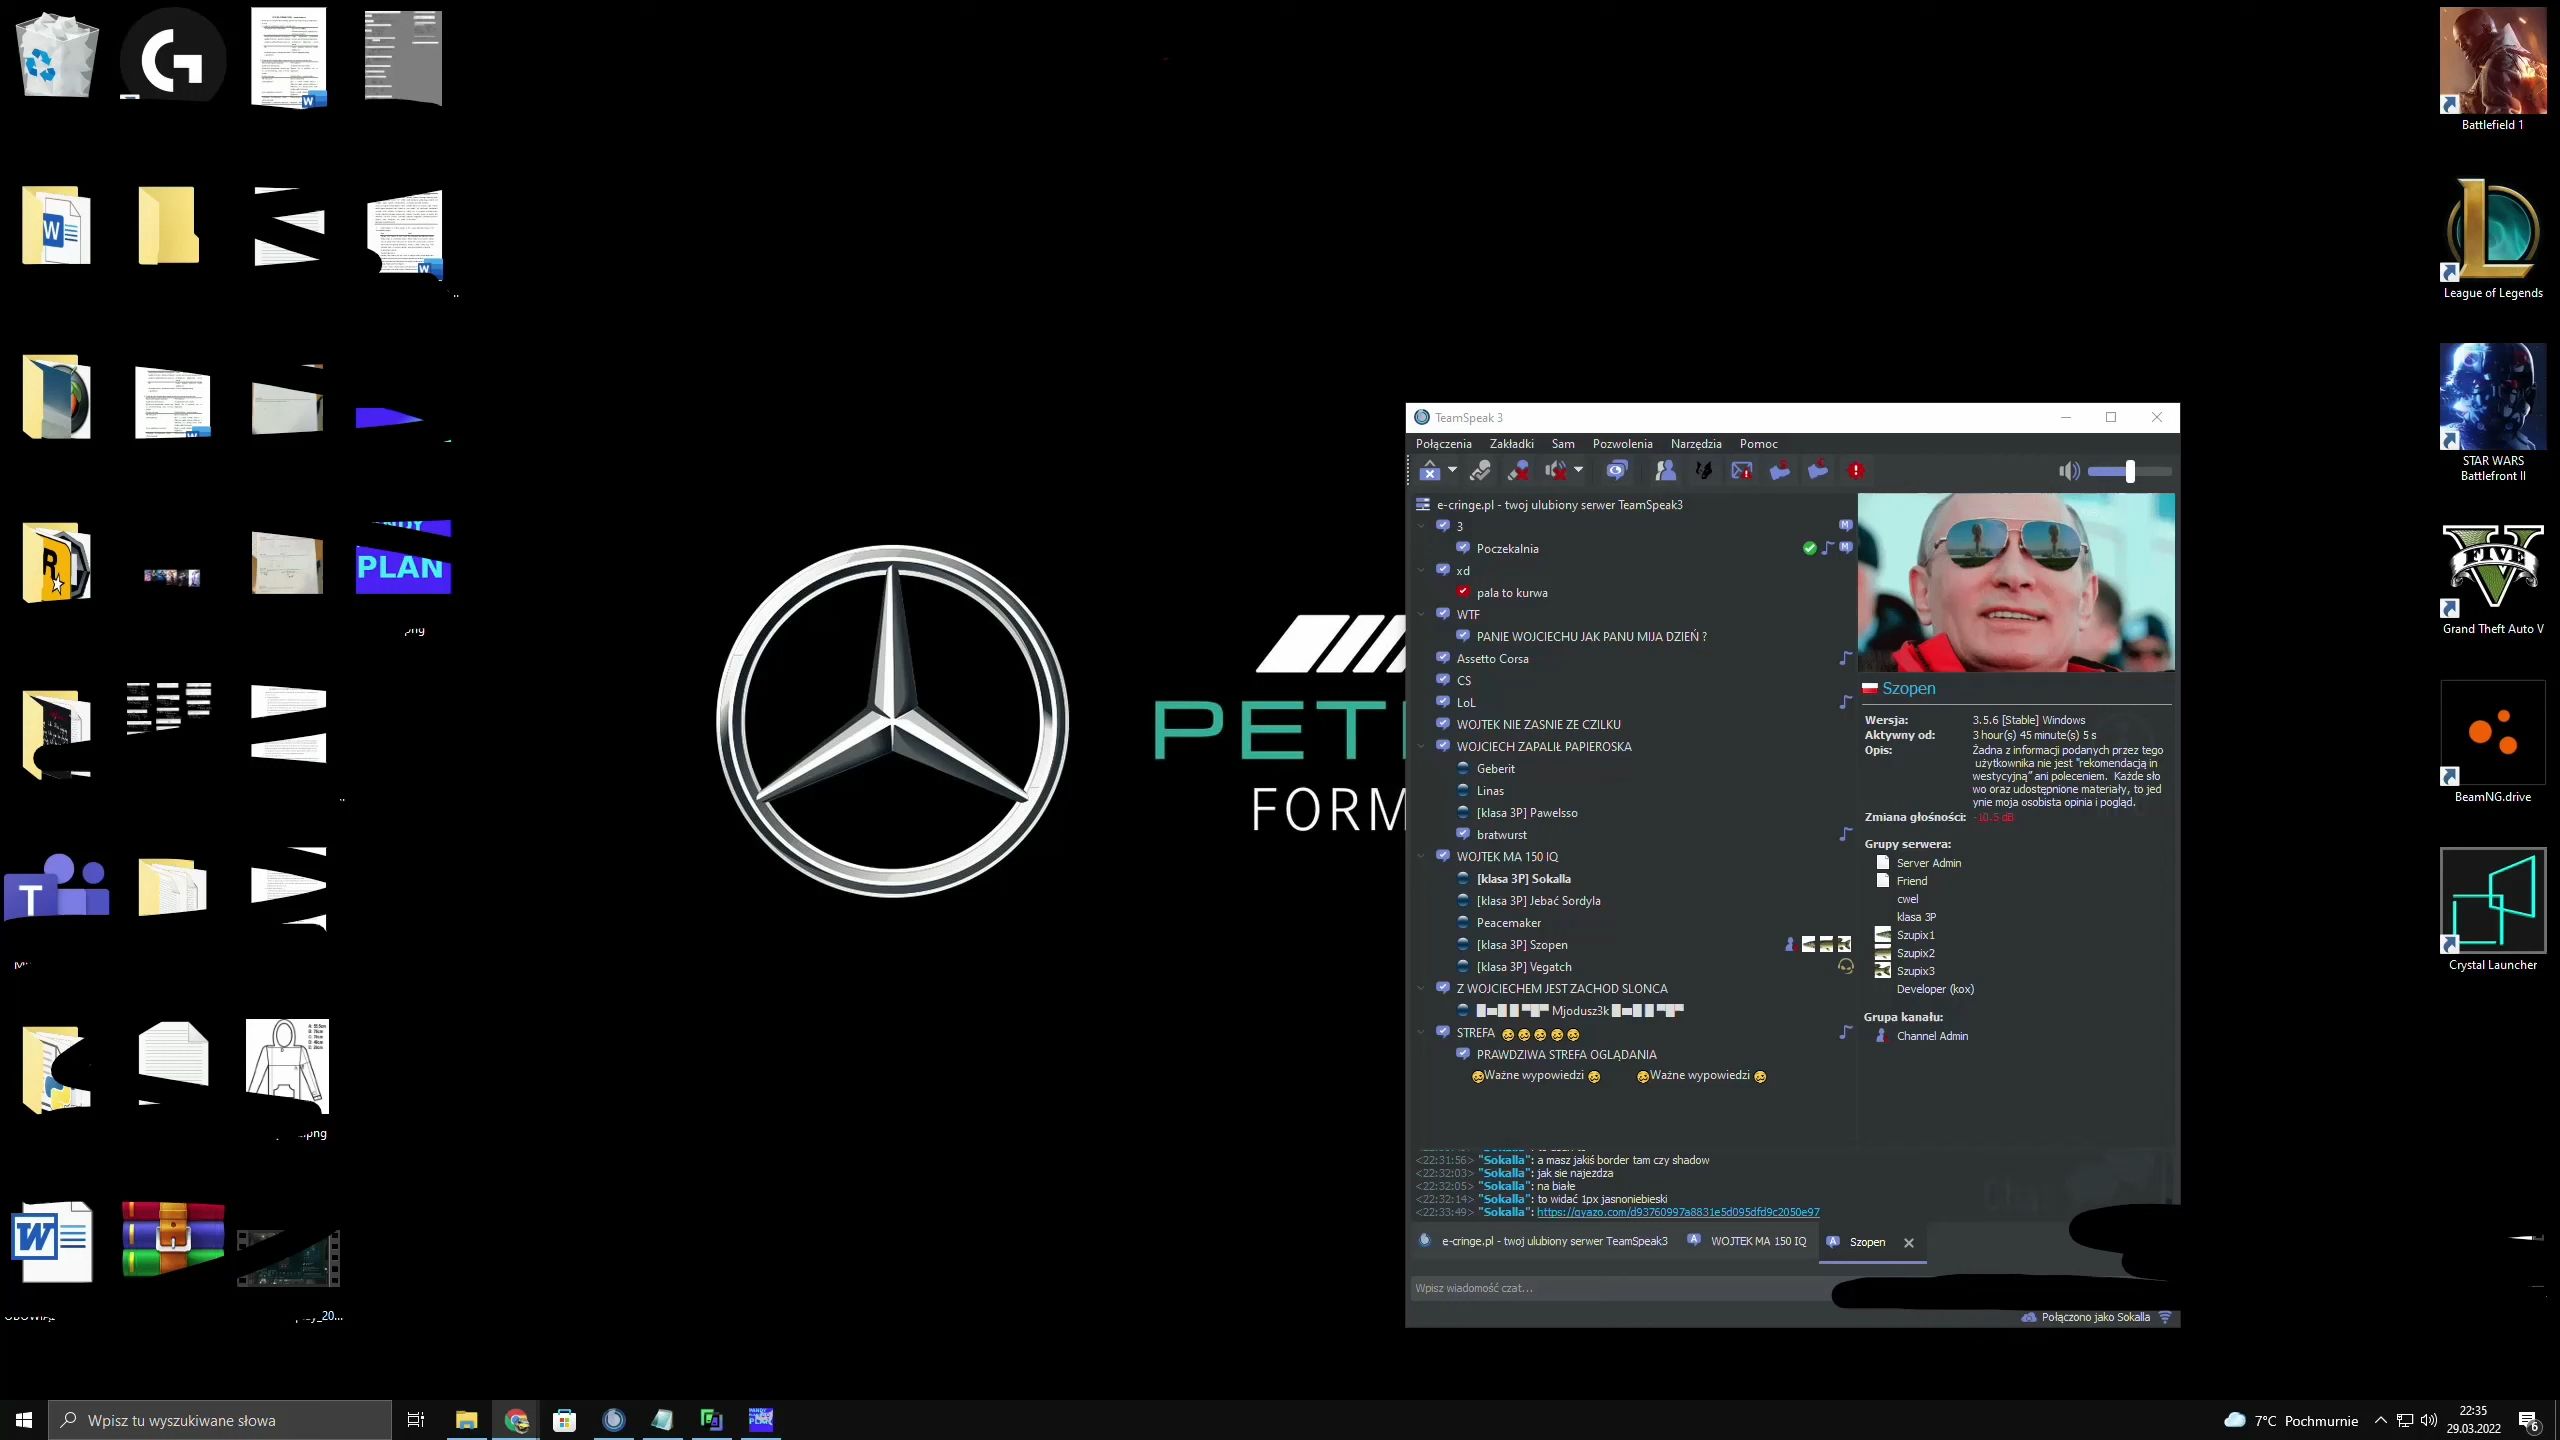 Battlefield 1
League of Legends
STAR WARS
Battlefront II
Grand Theft Auto V
BeamNG.drive
Crystal Launcher
PLAN
png
.png
_20...
PET
FORM
TeamSpeak 3
Połączenia Zakładki Sam Pozwolenia Narzędzia Pomoc
e-cringe.pl - twoj ulubiony serwer TeamSpeak3
3
Poczekalnia
xd
pala to kurwa
WTF
PANIE WOJCIECHU JAK PANU MIJA DZIEŃ ?
Assetto Corsa
CS
LoL
WOJTEK NIE ZASNIE ZE CZILKU
WOJCIECH ZAPALIŁ PAPIEROSKA
Geberit
Linas
[klasa 3P] Pawelsso
bratwurst
WOJTEK MA 150 IQ
[klasa 3P] Sokalla
[klasa 3P] Jebać Sordyla
Peacemaker
[klasa 3P] Szopen
[klasa 3P] Vegatch
Z WOJCIECHEM JEST ZACHOD SLONCA
Mjodusz3k
STREFA 
PRAWDZIWA STREFA OGLĄDANIA
Ważne wypowiedzi Ważne wypowiedzi
Szopen
Wersja: 3.5.6 [Stable] Windows
Aktywny od: 3 hour(s) 45 minute(s) 5 s
Opis: Żadna z informacji podanych przez tego
użytkownika nie jest "rekomendacją in
westycyjną” ani poleceniem. Każde sło
wo oraz udostępnione materiały, to jed
ynie moja osobista opinia i pogląd.
Zmiana głośności: -10.5 dB
Grupy serwera:
Server Admin
Friend
cwel
klasa 3P
Szupix1
Szupix2
Szupix3
Developer (kox)
Grupa kanału:
Channel Admin
<22:31:56> "Sokalla": a masz jakiś border tam czy shadow
<22:32:03> "Sokalla": jak sie najezdza
<22:32:05> "Sokalla": na białe
<22:32:14> "Sokalla": to widać 1px jasnoniebieski
<22:33:49> "Sokalla": https://gyazo.com/d93760997a8831e5d095dfd9c2050e97
e-cringe.pl - twoj ulubiony serwer TeamSpeak3 WOJTEK MA 150 IQ Szopen
Wpisz wiadomość czat...
Połączono jako Sokalla
Wpisz tu wyszukiwane słowa
7°C Pochmurnie
22:35
29.03.2022
6